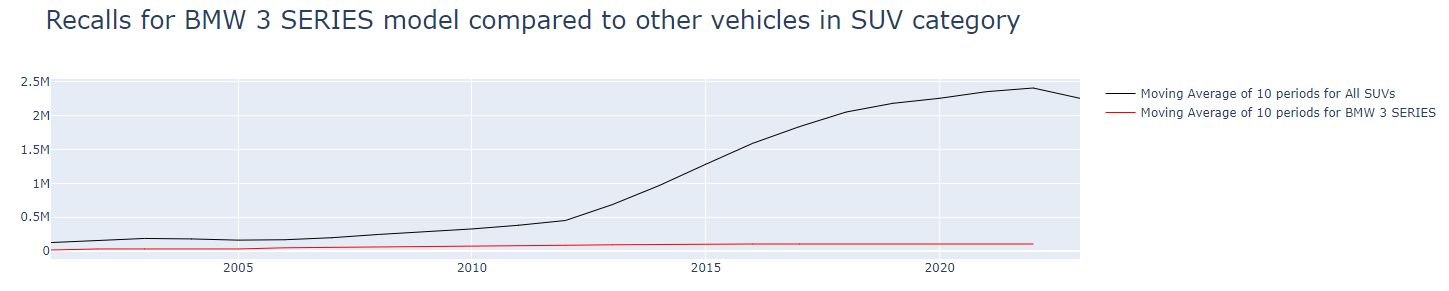 Recalls for BMW 3 SERIES model compared to other vehicles in SUV category
2.5M
2M
1.5M
1M
0.5M
0
2005
2010
2015
2020
Moving Average of 10 periods for All SUVs
Moving Average of 10 periods for BMW 3 SERIES